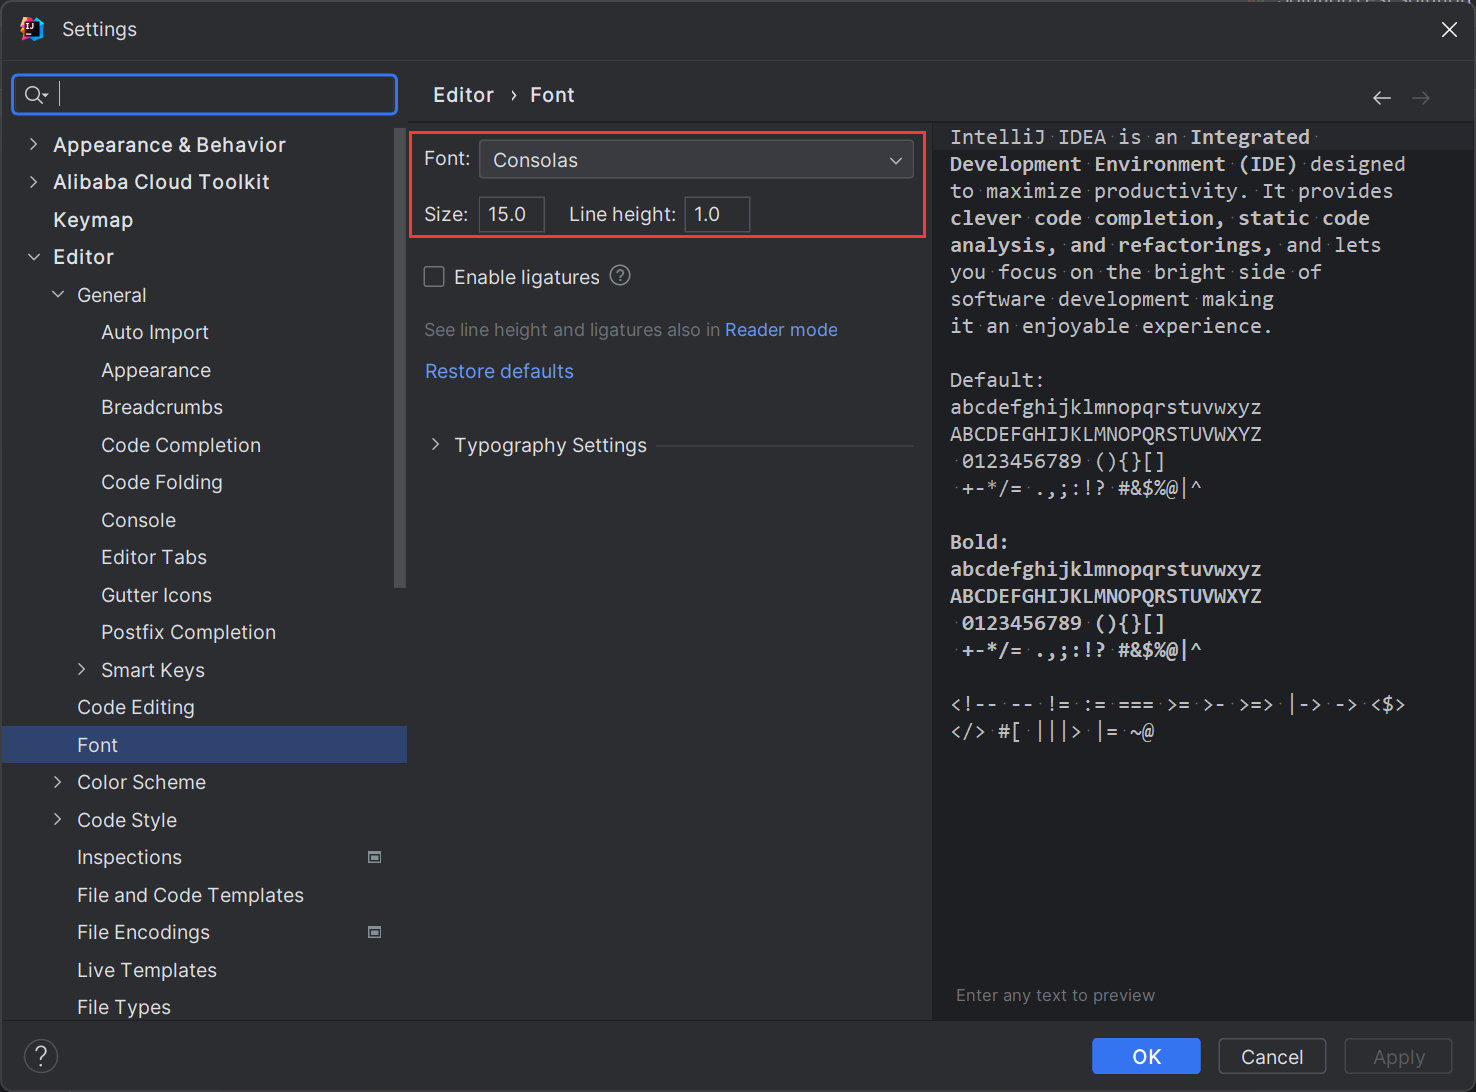 Settings
Appearance & Behavior
Alibaba Cloud Toolkit
Keymap
Editor
General
Auto Import
Appearance
Breadcrumbs
Code Completion
Code Folding
Console
Editor Tabs
Gutter Icons
Postfix Completion
Smart Keys
Code Editing
Font
Color Scheme
Code Style
Inspections
File and Code Templates
File Encodings
Live Templates
File Types
Editor › Font
Font: Consolas
Size: 15.0 Line height: 1.0
Enable ligatures ?
See line height and ligatures also in Reader mode
Restore defaults
Typography Settings
IntelliJ IDEA is an Integrated
Development Environment (IDE) designed
to maximize productivity. It provides
clever code completion, static code
analysis, and refactorings, and lets
you focus on the bright side of
software development making
it an enjoyable experience.
Default:
abcdefghijklmnopqrstuvwxyz
ABCDEFGHIJKLMNOPQRSTUVWXYZ
0123456789 (){}[]
+-*/= .,;:!? #&$%@|^
Bold:
abcdefghijklmnopqrstuvwxyz
ABCDEFGHIJKLMNOPQRSTUVWXYZ
0123456789 (){}[]
+-*/= .,;:!? #&$%@|^
<!-- -- != := === >= >- >=> |-> -> <$>
</> #[ |||> |= ~@
Enter any text to preview
? OK Cancel Apply